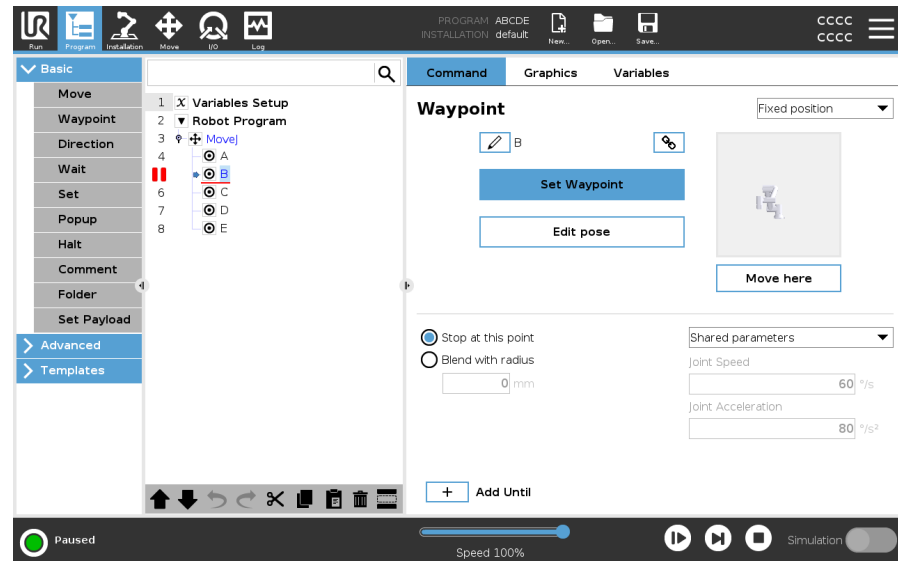 UR
Run
Program
Installation
Move
I/O
Log
PROGRAM ABCDE
INSTALLATION default
New...
Open...
Save...
CCCC
CCCC
Basic
Move
Waypoint
Direction
Wait
Set
Popup
Halt
Comment
Folder
Set Payload
Advanced
Templates
1 X Variables Setup
2 Robot Program
3 MoveJ
4 A
B
6 C
7 D
8 E
Command Graphics Variables
Waypoint
Fixed position
B
Set Waypoint
Edit pose
Move here
Stop at this point
Blend with radius
0 mm
Shared parameters
Joint Speed
60 °/s
Joint Acceleration
80 °/s²
+ Add Until
Paused
Speed 100%
Simulation